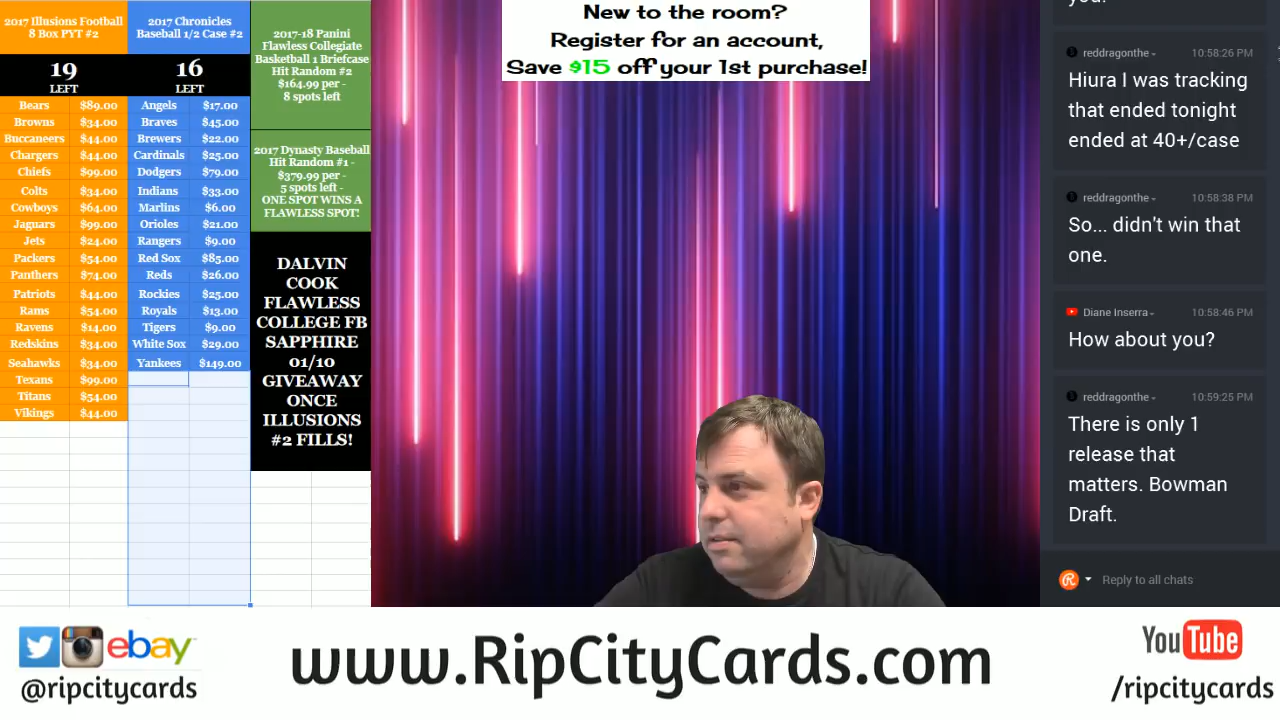 2017 Illusions Football
8 Box PYT #2
19
LEFT
Bears $89.00
Browns $34.00
Buccaneers $44.00
Chargers $44.00
Chiefs $99.00
Colts $34.00
Cowboys $64.00
Jaguars $99.00
Jets $24.00
Packers $54.00
Panthers $74.00
Patriots $44.00
Rams $54.00
Ravens $14.00
Redskins $34.00
Seahawks $34.00
Texans $99.00
Titans $54.00
Vikings $44.00
2017 Chronicles
Baseball 1/2 Case #2
16
LEFT
Angels $17.00
Braves $45.00
Brewers $22.00
Cardinals $25.00
Dodgers $79.00
Indians $33.00
Marlins $6.00
Orioles $21.00
Rangers $9.00
Red Sox $85.00
Reds $26.00
Rockies $25.00
Royals $13.00
Tigers $9.00
White Sox $29.00
Yankees $149.00
2017-18 Panini
Flawless Collegiate
Basketball 1 Briefcase
Hit Random #2
$164.99 per -
8 spots left
2017 Dynasty Baseball
Hit Random #1 -
$379.99 per -
5 spots left -
ONE SPOT WINS A
FLAWLESS SPOT!
DALVIN
COOK
FLAWLESS
COLLEGE FB
SAPPHIRE
01/10
GIVEAWAY
ONCE
ILLUSIONS
#2 FILLS!
New to the room?
Register for an account,
Save $15 off your 1st purchase!
you?
reddragonthe 10:58:26 PM
Hiura I was tracking
that ended tonight
ended at 40+/case
reddragonthe 10:58:38 PM
So... didn't win that
one.
Diane Inserra 10:58:46 PM
How about you?
reddragonthe 10:59:25 PM
There is only 1
release that
matters. Bowman
Draft.
Reply to all chats
ebay
@ripcitycards
www.RipCityCards.com
YouTube
/ripcitycards